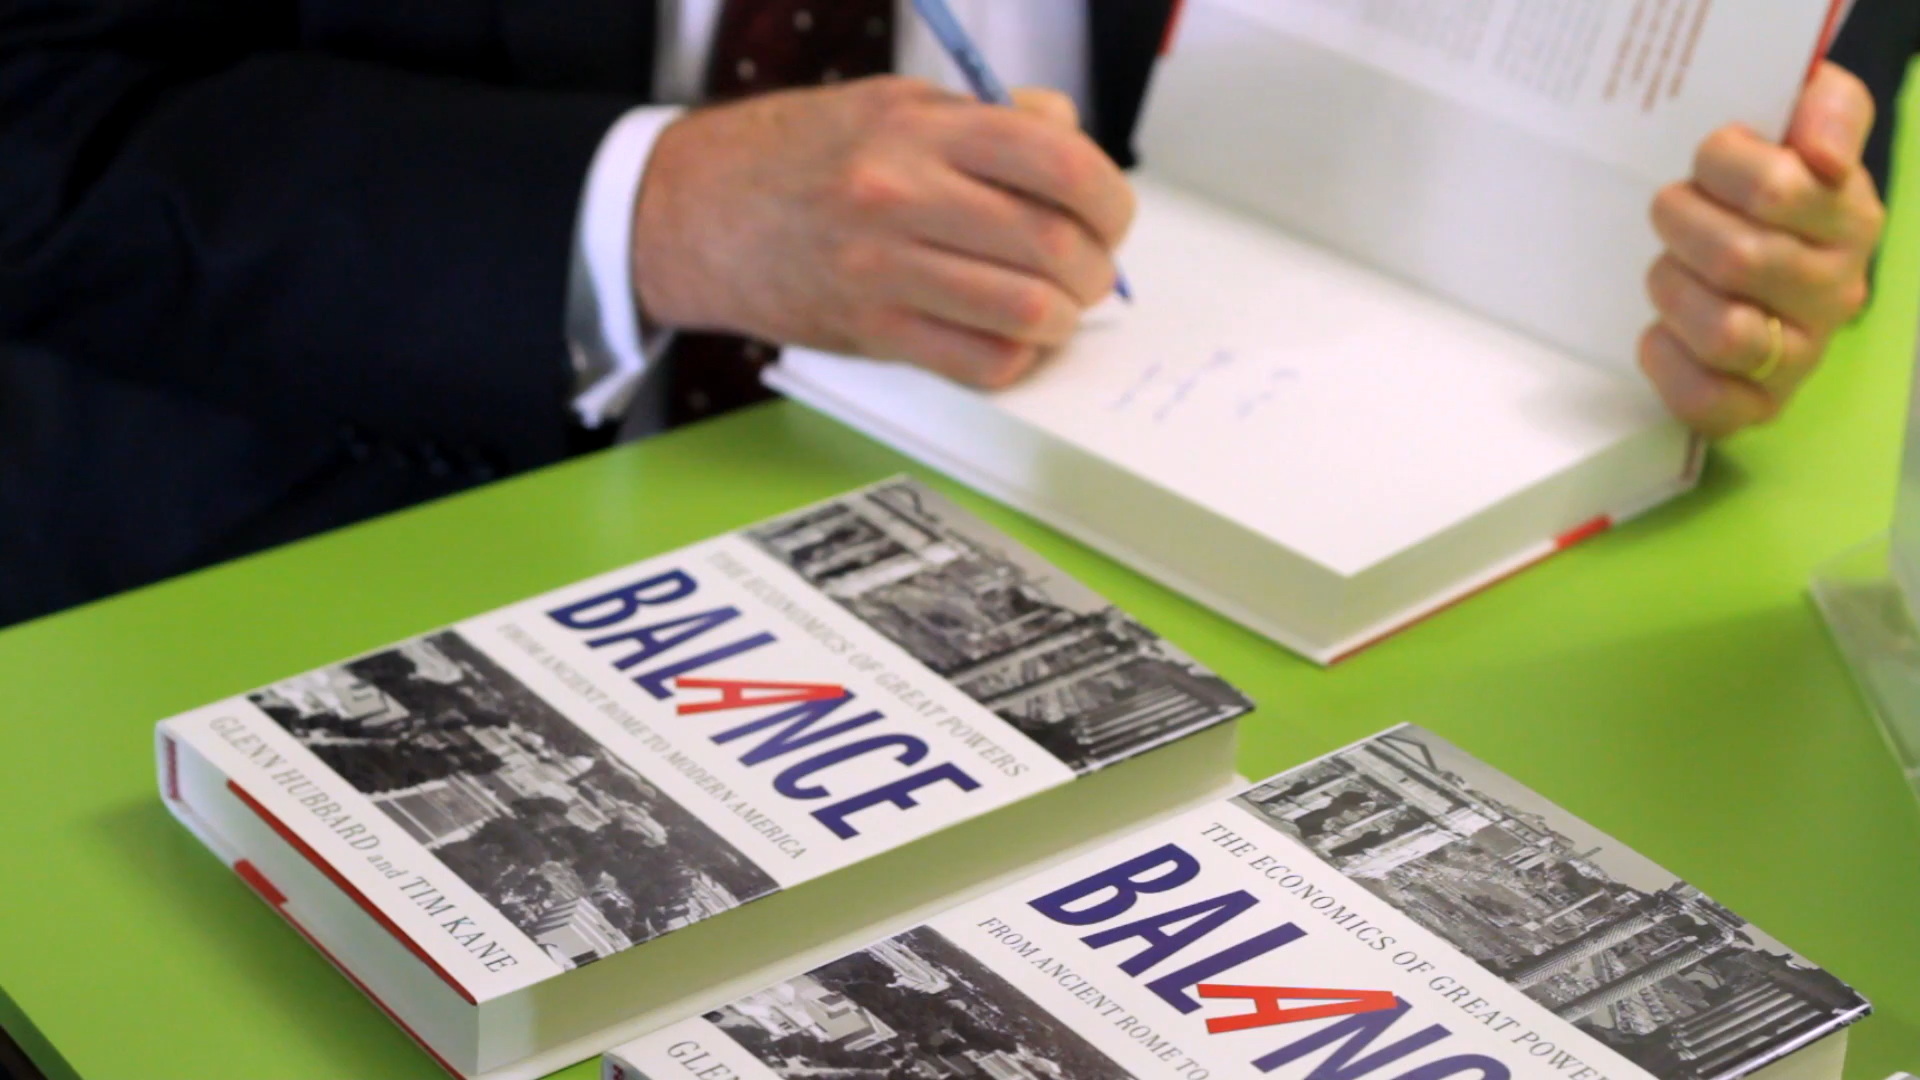 THE ECONOMICS OF GREAT POWERS
BALANCE
FROM ANCIENT ROME TO MODERN AMERICA
GLENN HUBBARD and TIM KANE
THE ECONOMICS OF GREAT POWE
BALANC
FROM ANCIENT ROME TO
GLEN